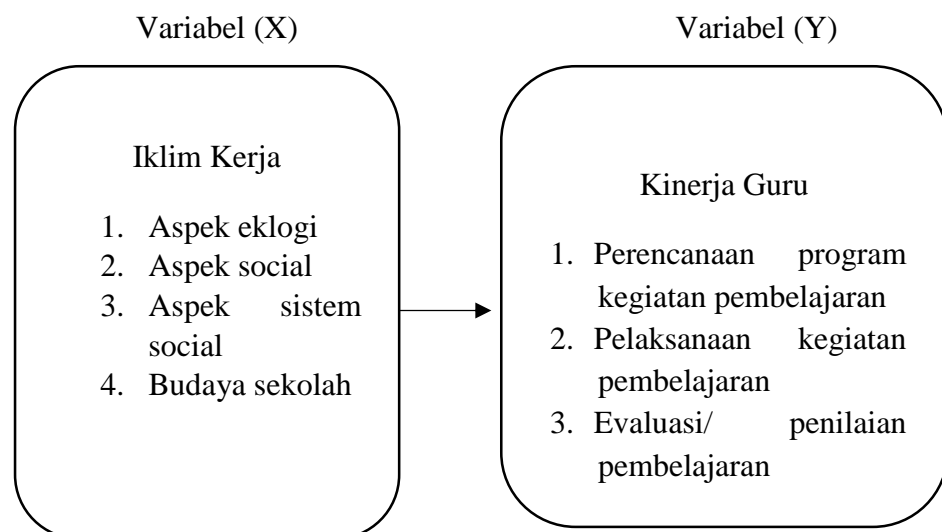 Variabel (X)
Variabel (Y)
Iklim Kerja
1. Aspek eklogi
2. Aspek social
3. Aspek sistem
social
4. Budaya sekolah
Kinerja Guru
1. Perencanaan program
kegiatan pembelajaran
2. Pelaksanaan kegiatan
pembelajaran
3. Evaluasi/ penilaian
pembelajaran